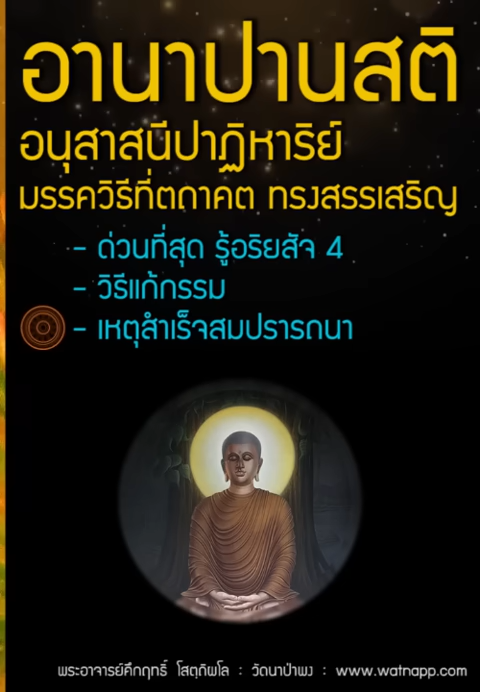 อานาปานสติ
อนุสาสนีปาฏิหาริย์
มรรควิธีที่ตถาคต ทรงสรรเสริญ
- ด่วนที่สุด รู้อริยสัจ 4
- วิธีแก้กรรม
- เหตุสำเร็จสมปรารถนา
พระอาจารย์คึกฤทธิ์ โสตฺถิผโล : วัดนาป่าพง : www.watnapp.com